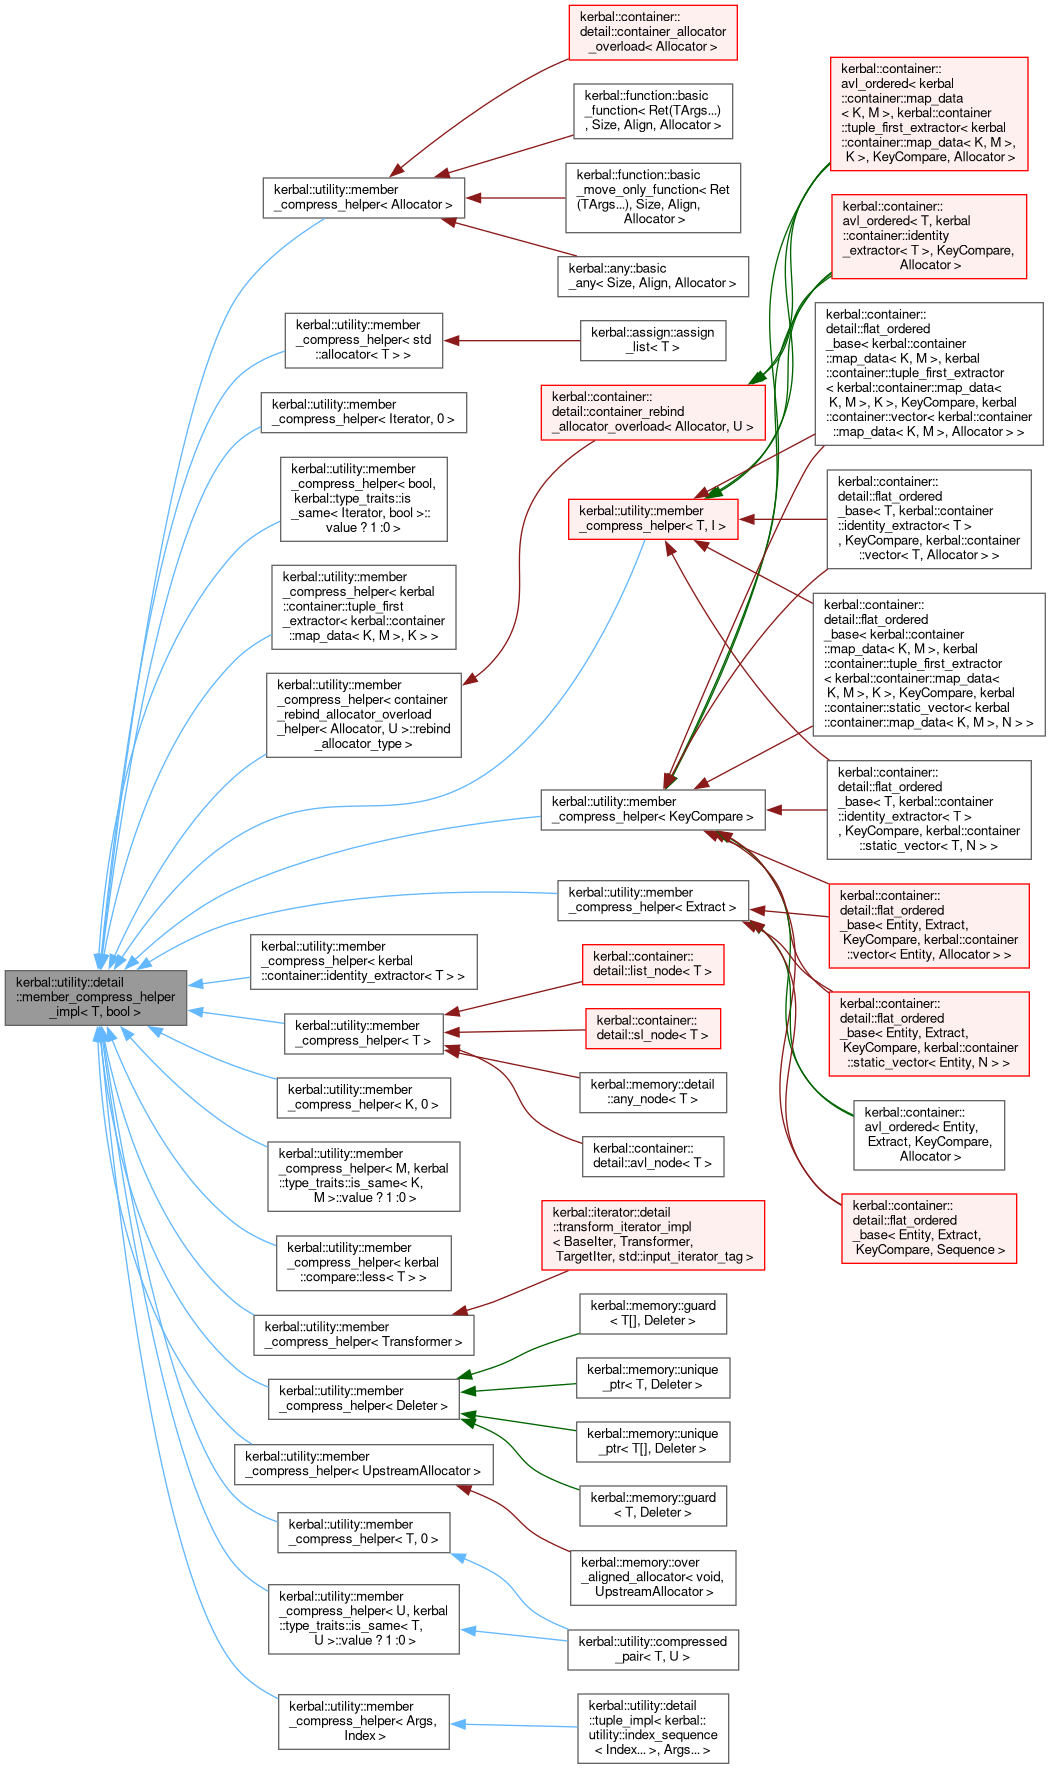 kerbal::utility::detail
::member_compress_helper
_impl< T, bool >
kerbal::utility::member
_compress_helper< Allocator >
kerbal::utility::member
_compress_helper< std
::allocator< T > >
kerbal::utility::member
_compress_helper< Iterator, 0 >
kerbal::utility::member
_compress_helper< bool,
kerbal::type_traits::is
_same< Iterator, bool >::
value ? 1 :0 >
kerbal::utility::member
_compress_helper< kerbal
::container::tuple_first
_extractor< kerbal::container
::map_data< K, M >, K > >
kerbal::utility::member
_compress_helper< container
_rebind_allocator_overload
_helper< Allocator, U >::rebind
_allocator_type >
kerbal::utility::member
_compress_helper< kerbal
::container::identity_extractor< T > >
kerbal::utility::member
_compress_helper< T >
kerbal::utility::member
_compress_helper< K, 0 >
kerbal::utility::member
_compress_helper< M, kerbal
::type_traits::is_same< K,
M >::value ? 1 :0 >
kerbal::utility::member
_compress_helper< kerbal
::compare::less< T > >
kerbal::utility::member
_compress_helper< Transformer >
kerbal::utility::member
_compress_helper< Deleter >
kerbal::utility::member
_compress_helper< UpstreamAllocator >
kerbal::utility::member
_compress_helper< T, 0 >
kerbal::utility::member
_compress_helper< U, kerbal
::type_traits::is_same< T,
U >::value ? 1 :0 >
kerbal::utility::member
_compress_helper< Args,
Index >
kerbal::container::
detail::container_allocator
_overload< Allocator >
kerbal::function::basic
_function< Ret(TArgs...)
, Size, Align, Allocator >
kerbal::function::basic
_move_only_function< Ret
(TArgs...), Size, Align,
Allocator >
kerbal::any::basic
_any< Size, Align, Allocator >
kerbal::assign::assign
_list< T >
kerbal::container::
detail::container_rebind
_allocator_overload< Allocator, U >
kerbal::utility::member
_compress_helper< T, I >
kerbal::utility::member
_compress_helper< KeyCompare >
kerbal::utility::member
_compress_helper< Extract >
kerbal::container::
detail::list_node< T >
kerbal::container::
detail::sl_node< T >
kerbal::memory::detail
::any_node< T >
kerbal::container::
detail::avl_node< T >
kerbal::iterator::detail
::transform_iterator_impl
< BaseIter, Transformer,
TargetIter, std::input_iterator_tag >
kerbal::memory::guard
< T[], Deleter >
kerbal::memory::unique
_ptr< T, Deleter >
kerbal::memory::unique
_ptr< T[], Deleter >
kerbal::memory::guard
< T, Deleter >
kerbal::memory::over
_aligned_allocator< void,
UpstreamAllocator >
kerbal::utility::compressed
_pair< T, U >
kerbal::utility::detail
::tuple_impl< kerbal::
utility::index_sequence
< Index... >, Args... >
kerbal::container::
avl_ordered< kerbal
::container::map_data
< K, M >, kerbal::container
::tuple_first_extractor< kerbal
::container::map_data< K, M >,
K >, KeyCompare, Allocator >
kerbal::container::
avl_ordered< T, kerbal
::container::identity
_extractor< T >, KeyCompare,
Allocator >
kerbal::container::
detail::flat_ordered
_base< kerbal::container
::map_data< K, M >, kerbal
::container::tuple_first_extractor
< kerbal::container::map_data<
K, M >, K >, KeyCompare, kerbal
::container::vector< kerbal::container
::map_data< K, M >, Allocator > >
kerbal::container::
detail::flat_ordered
_base< T, kerbal::container
::identity_extractor< T >
, KeyCompare, kerbal::container
::vector< T, Allocator > >
kerbal::container::
detail::flat_ordered
_base< kerbal::container
::map_data< K, M >, kerbal
::container::tuple_first_extractor
< kerbal::container::map_data<
K, M >, K >, KeyCompare, kerbal
::container::static_vector< kerbal
::container::map_data< K, M >, N > >
kerbal::container::
detail::flat_ordered
_base< T, kerbal::container
::identity_extractor< T >
, KeyCompare, kerbal::container
::static_vector< T, N > >
kerbal::container::
detail::flat_ordered
_base< Entity, Extract,
KeyCompare, kerbal::container
::vector< Entity, Allocator > >
kerbal::container::
detail::flat_ordered
_base< Entity, Extract,
KeyCompare, kerbal::container
::static_vector< Entity, N > >
kerbal::container::
avl_ordered< Entity,
Extract, KeyCompare,
Allocator >
kerbal::container::
detail::flat_ordered
_base< Entity, Extract,
KeyCompare, Sequence >